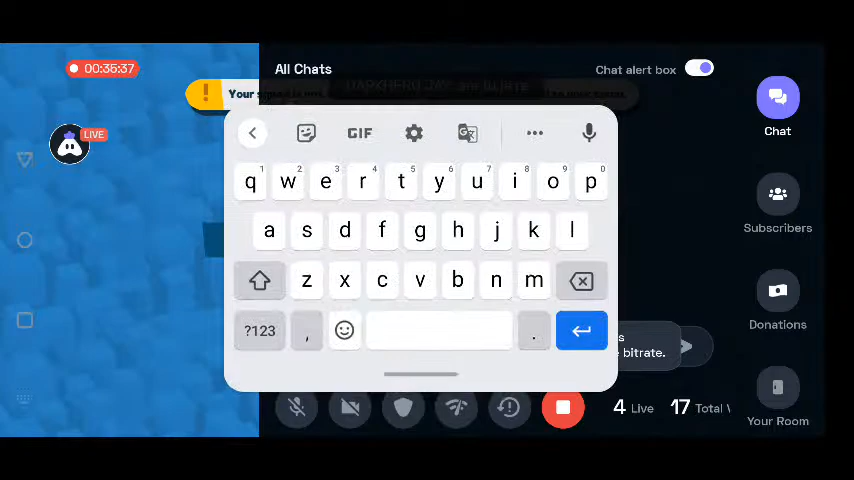 00:35:37
All Chats
Chat alert box
Your
LIVE
Chat
GIF
1 2 3 4 5 6 7 8 9 0
q w e r t y u i o p
a s d f g h j k l
Subscribers
z x c v b n m
?123 , .
s
bitrate.
Donations
4 Live 17 Total
Your Room